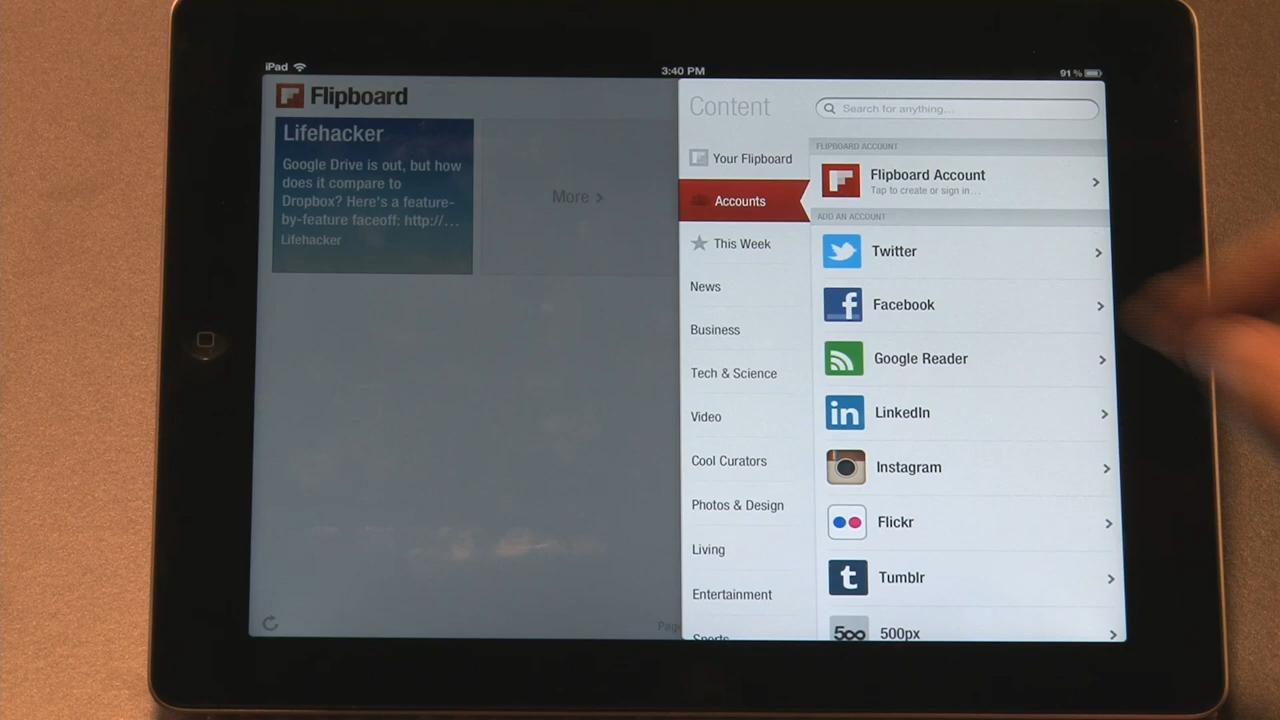 iPad
3:40 PM
91 %
Flipboard
Lifehacker
Google Drive is out, but how
does it compare to
Dropbox? Here's a feature-
by-feature faceoff: http://…
Lifehacker
More >
Content
Search for anything…
Your Flipboard
Accounts
This Week
News
Business
Tech & Science
Video
Cool Curators
Photos & Design
Living
Entertainment
Sports
FLIPBOARD ACCOUNT
Flipboard Account
Tap to create or sign in…
ADD AN ACCOUNT
Twitter
Facebook
Google Reader
LinkedIn
Instagram
Flickr
Tumblr
500px